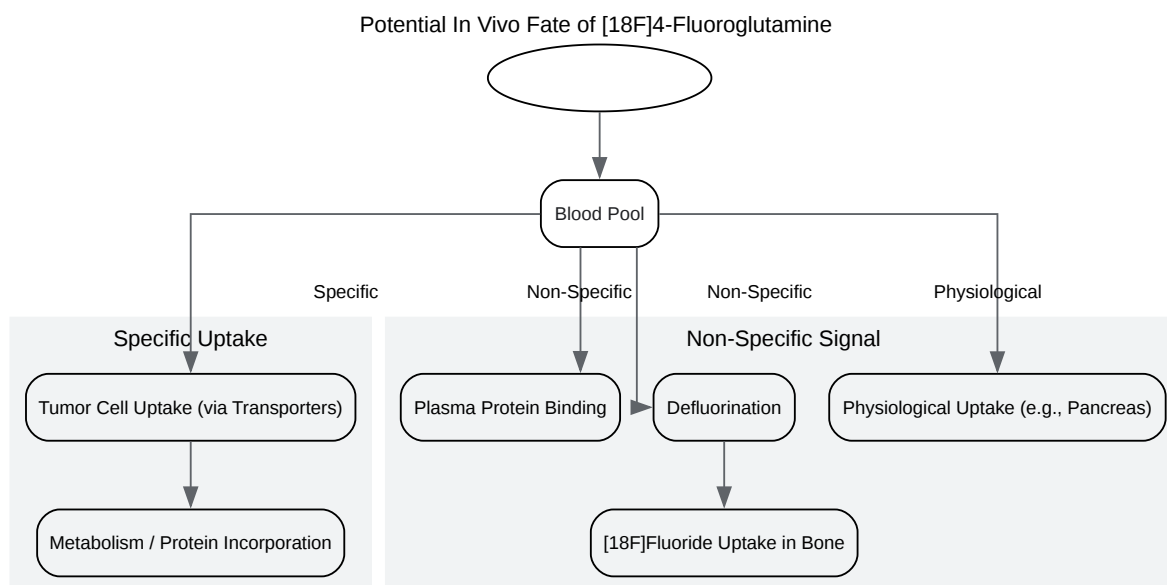 Potential In Vivo Fate of [18F]4-Fluoroglutamine
Blood Pool
Specific
Non-Specific
Non-Specific
Physiological
Specific Uptake
Non-Specific Signal
Tumor Cell Uptake (via Transporters)
Plasma Protein Binding
Defluorination
Physiological Uptake (e.g., Pancreas)
Metabolism / Protein Incorporation
[18F]Fluoride Uptake in Bone